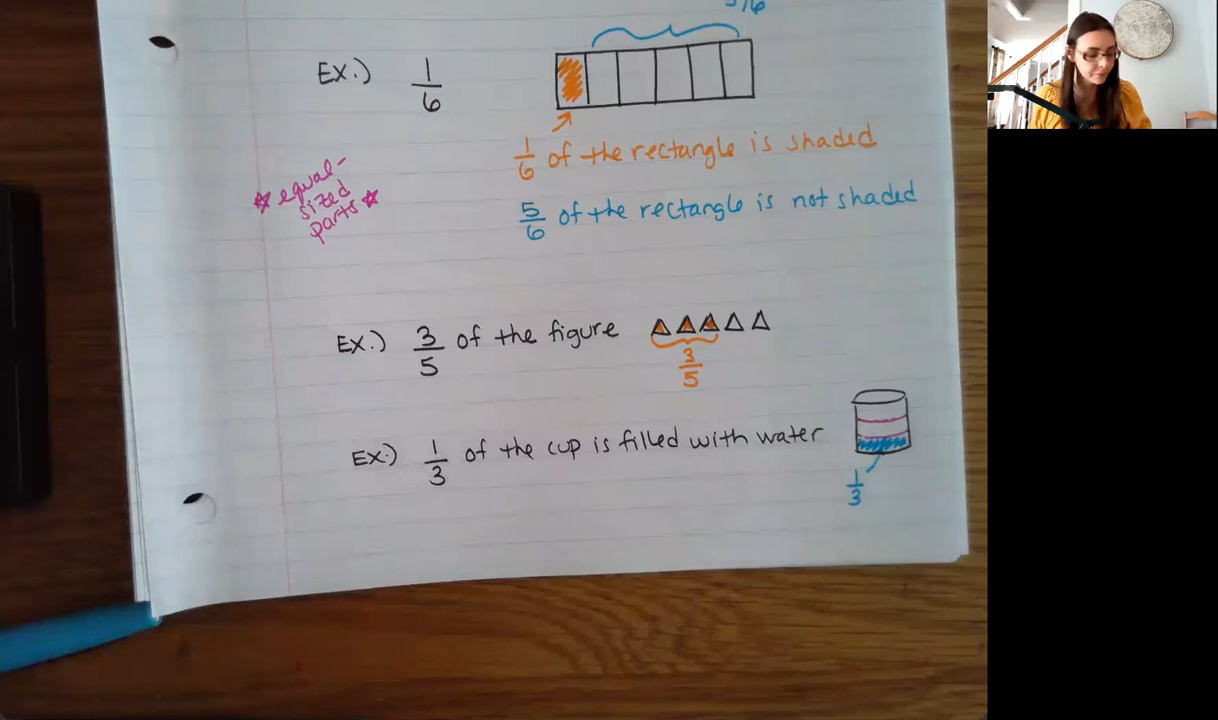 5/6
EX.) 1/6
1/6 of the rectangle is shaded
* equal-
sized
parts *
5/6 of the rectangle is not shaded
EX.) 3/5 of the figure
3/5
EX.) 1/3 of the cup is filled with water
1/3